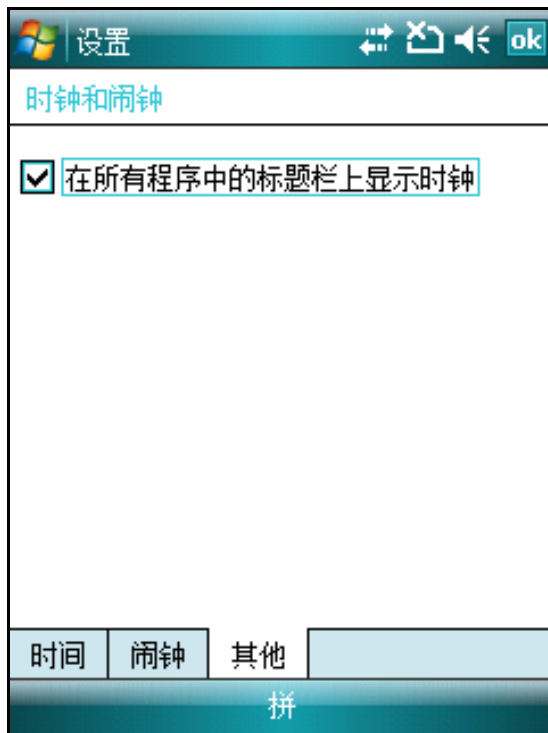 设置 ok
时钟和闹钟
在所有程序中的标题栏上显示时钟
时间 闹钟 其他
拼